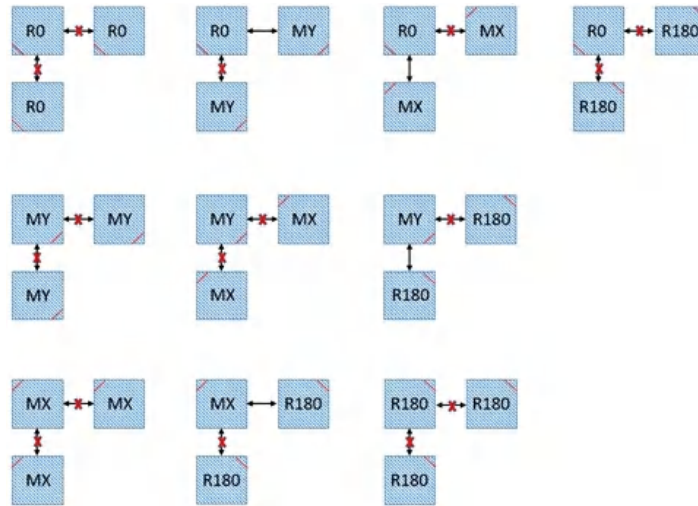 R0 R0 R0 MY R0 MX R0 R180
R0 MY MX R180
MY MY MY MX MY R180
MY MX R180
MX MX MX R180 R180 R180
MX R180 R180